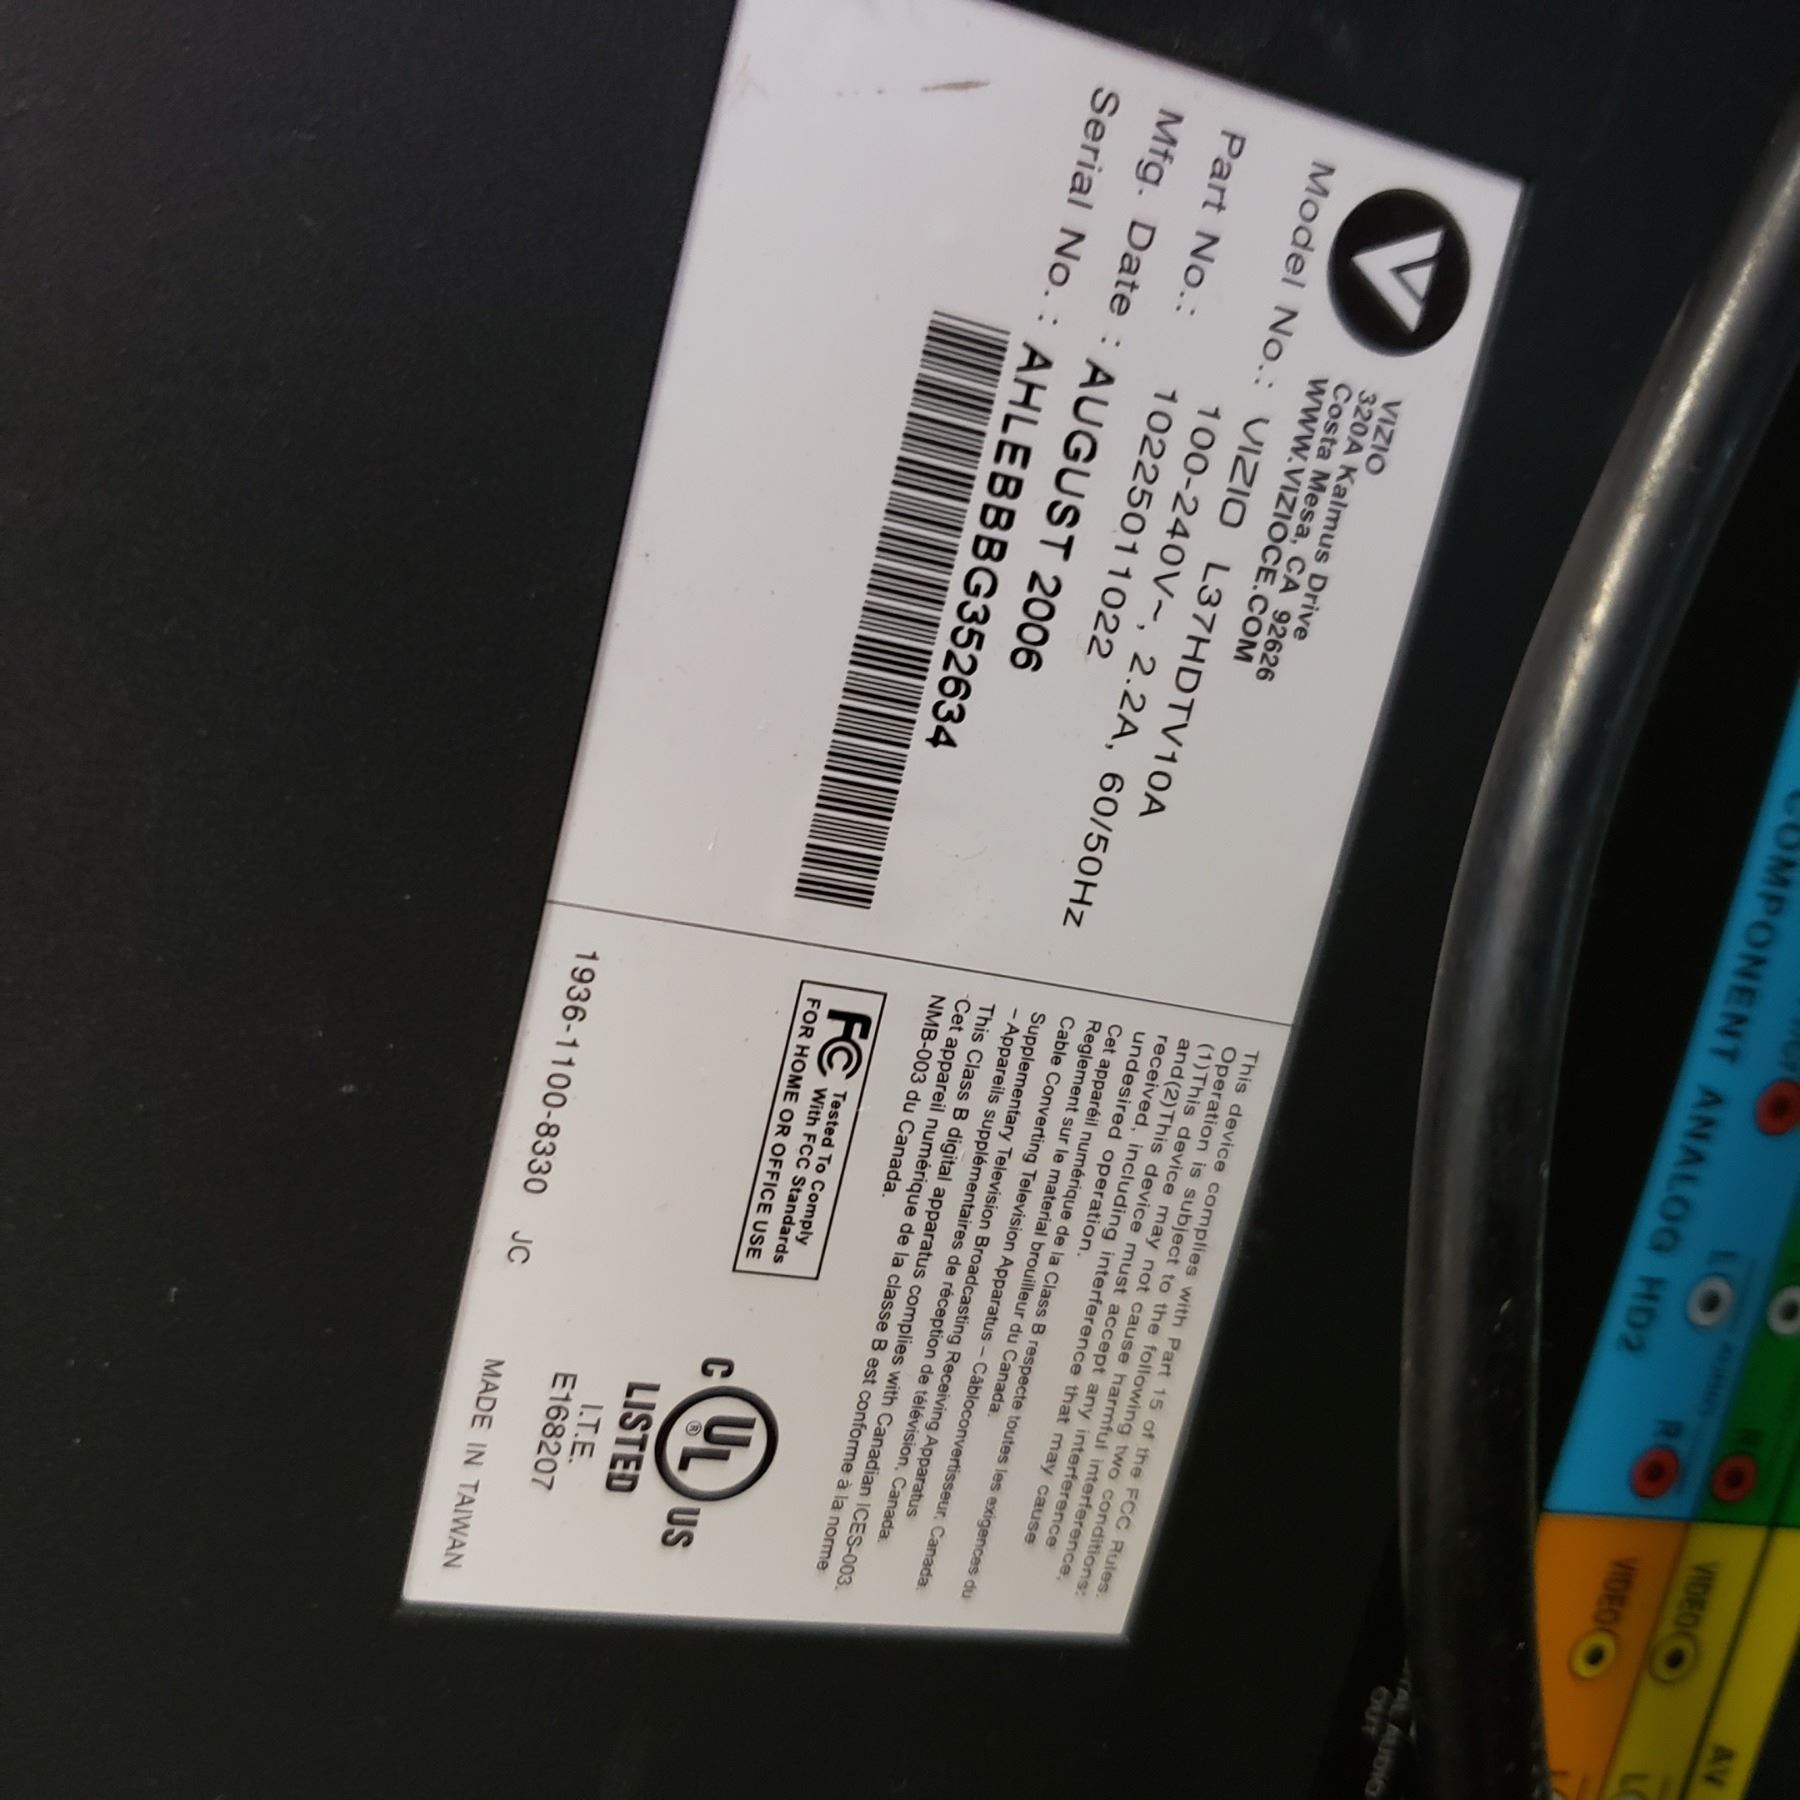 VIZIO
320A Kalmus Drive
Costa Mesa, CA 92626
WWW.VIZIOCE.COM
Model No.: VIZIO L37HDTV10A
100-240V~, 2.2A, 60/50Hz
Part No.: 10225011022
Mfg. Date : AUGUST 2006
Serial No. : AHLEBBBG352634
This device complies with Part 15 of the FCC Rules.
Operation is subject to the following two conditions:
(1)This device may not cause harmful interference,
and(2)This device must accept any interference
received, including interference that may cause
undesired operation.
Cet apparéil numérique de la Class B respecte toutes les exigences du
Reglement sur le matérial brouilleur du Canada.
Cable Converting Television Apparatus – Câbloconvertisseur, Canada.
Supplementary Television Broadcasting Receiving Apparatus
– Appareils supplémentaires de réception de télévision, Canada.
This Class B digital apparatus complies with Canadian ICES-003.
Cet appareil numérique de la classe B est conforme à la norme
NMB-003 du Canada.
FC Tested To Comply
With FCC Standards
FOR HOME OR OFFICE USE
C UL ® US
LISTED
I.T.E.
E168207
1936-1100-8330 JC
MADE IN TAIWAN
COMPONENT ANALOG HD2
L
R
R
VIDEO
VIDEO
AV
L
AUDIO
OUT